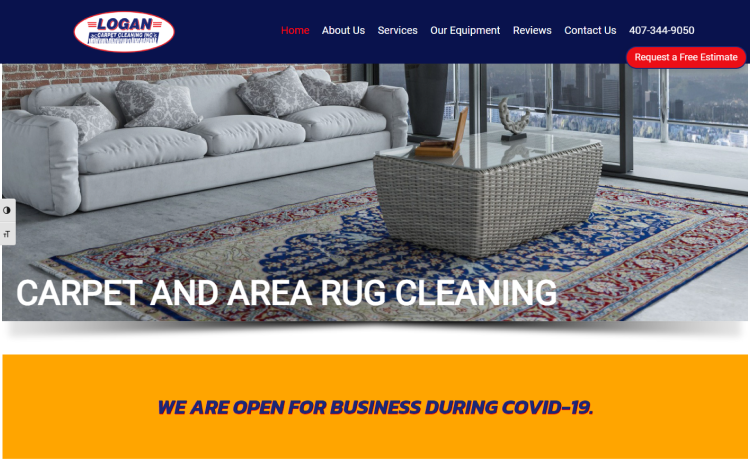 LOGAN
CARPET CLEANING INC
Home About Us Services Our Equipment Reviews Contact Us 407-344-9050
Request a Free Estimate
TT
CARPET AND AREA RUG CLEANING
WE ARE OPEN FOR BUSINESS DURING COVID-19.